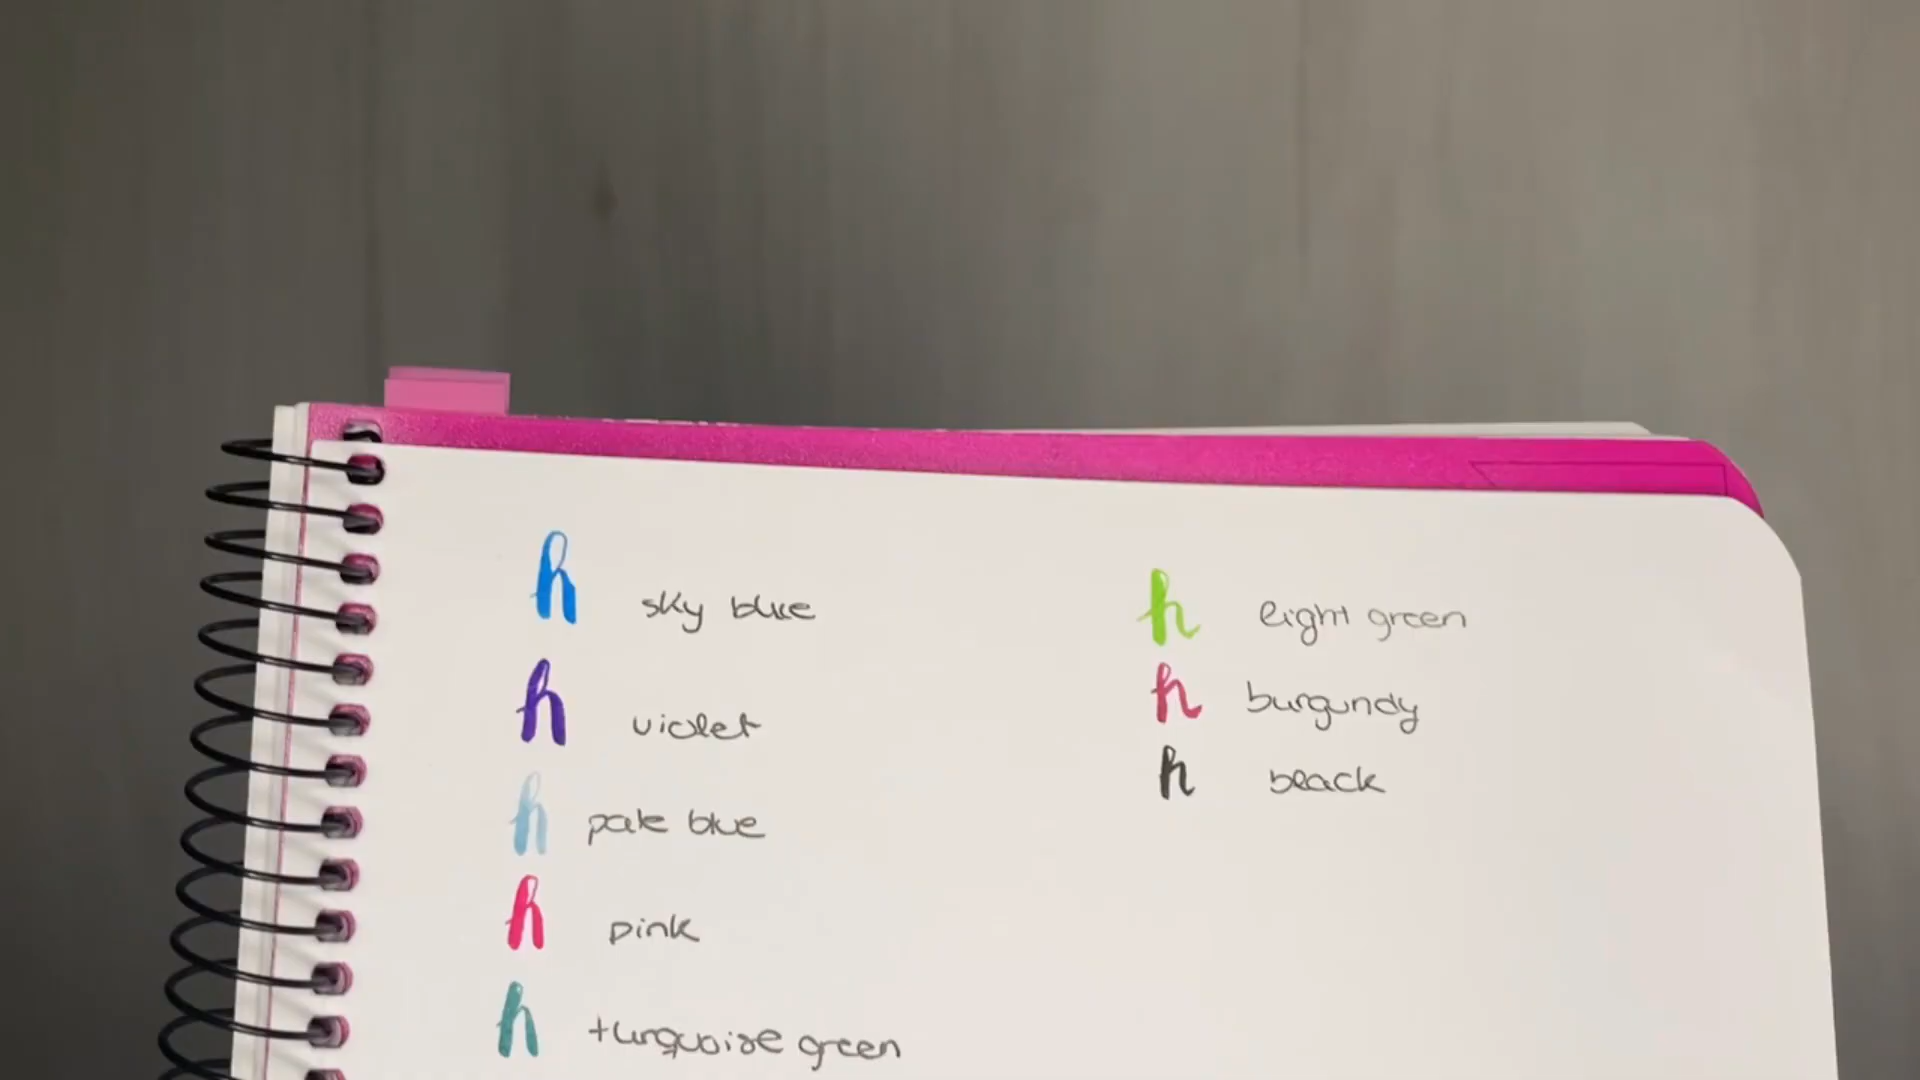 h sky blue
h violet
h pale blue
h pink
h turquoise green
h light green
h burgundy
h black